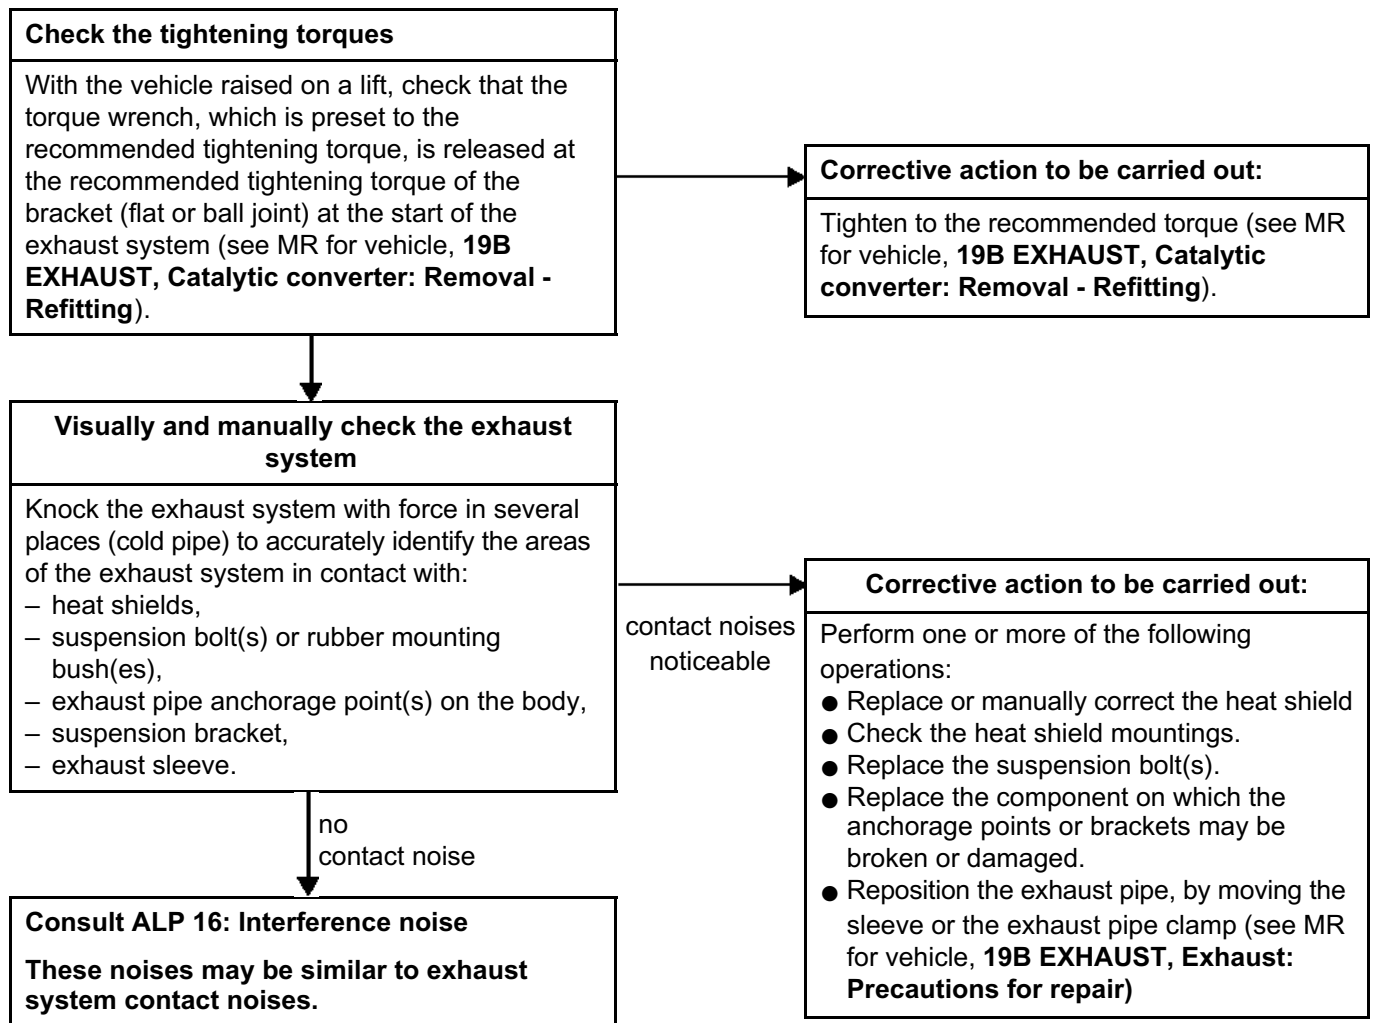 Check the tightening torques
With the vehicle raised on a lift, check that the
torque wrench, which is preset to the
recommended tightening torque, is released at
the recommended tightening torque of the
bracket (flat or ball joint) at the start of the
exhaust system (see MR for vehicle, 19B
EXHAUST, Catalytic converter: Removal -
Refitting).
Corrective action to be carried out:
Tighten to the recommended torque (see MR
for vehicle, 19B EXHAUST, Catalytic
converter: Removal - Refitting).
Visually and manually check the exhaust
system
Knock the exhaust system with force in several
places (cold pipe) to accurately identify the areas
of the exhaust system in contact with:
– heat shields,
– suspension bolt(s) or rubber mounting
bush(es),
– exhaust pipe anchorage point(s) on the body,
– suspension bracket,
– exhaust sleeve.
contact noises
noticeable
Corrective action to be carried out:
Perform one or more of the following
operations:
● Replace or manually correct the heat shield
● Check the heat shield mountings.
● Replace the suspension bolt(s).
● Replace the component on which the
anchorage points or brackets may be
broken or damaged.
● Reposition the exhaust pipe, by moving the
sleeve or the exhaust pipe clamp (see MR
for vehicle, 19B EXHAUST, Exhaust:
Precautions for repair)
no
contact noise
Consult ALP 16: Interference noise
These noises may be similar to exhaust
system contact noises.